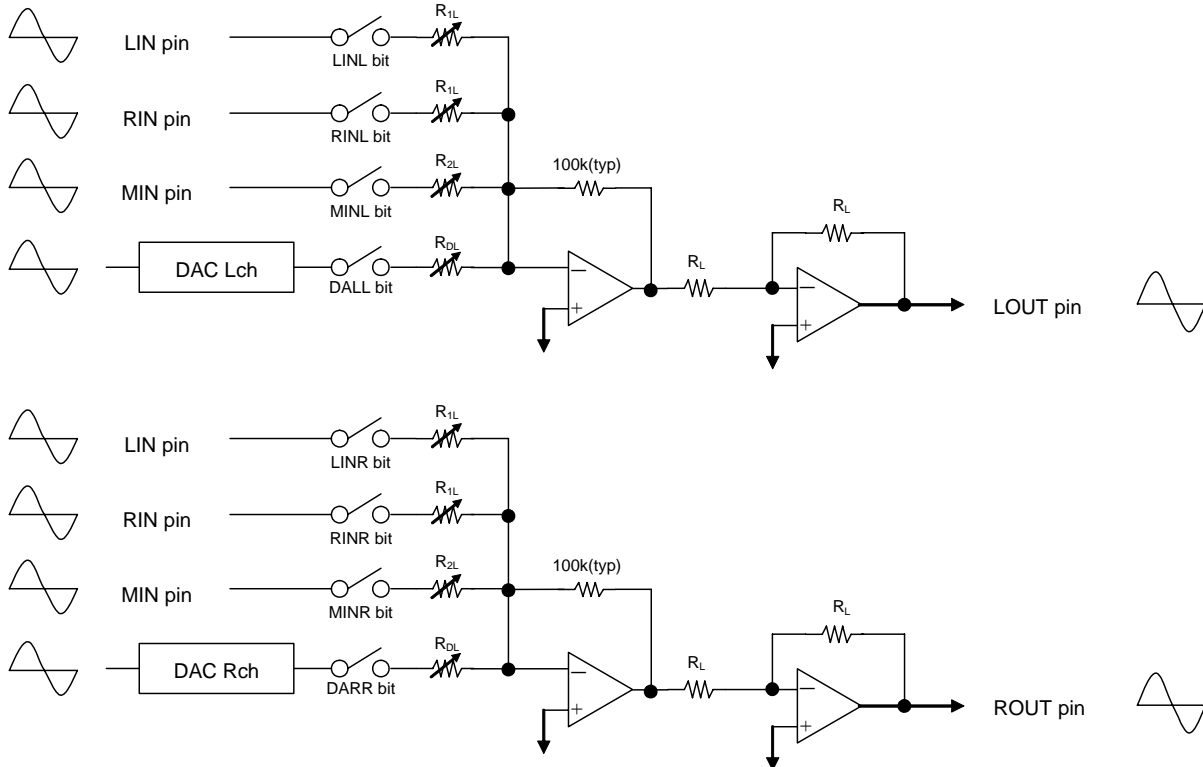 R1L
LIN pin
LINL bit
R1L
RIN pin
RINL bit
R2L
100k(typ)
MIN pin
MINL bit
RL
RDL
DAC Lch
DALL bit
−
+
RL
−
+
LOUT pin
R1L
LIN pin
LINR bit
R1L
RIN pin
RINR bit
R2L
100k(typ)
MIN pin
MINR bit
RL
RDL
DAC Rch
DARR bit
−
+
RL
−
+
ROUT pin